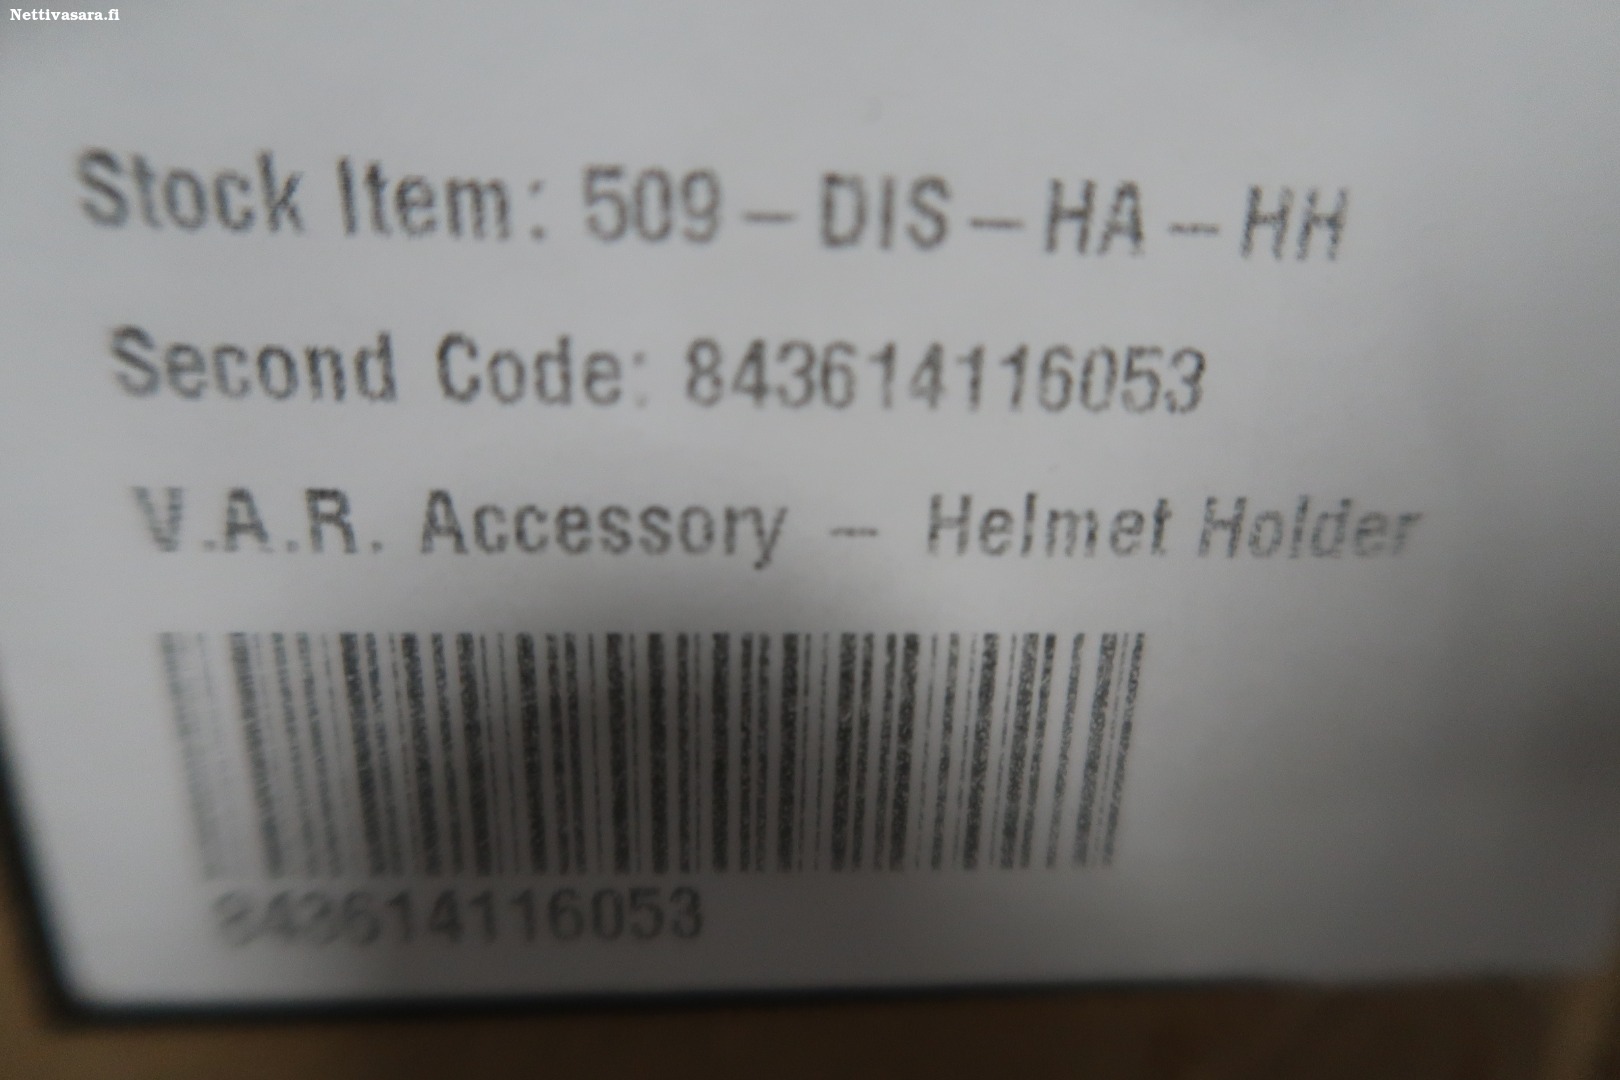 Nettivasara.fi
Stock Item: 509-DIS-HA-HH
Second Code: 843614116053
V.A.R. Accessory - Helmet Holder
843614116053